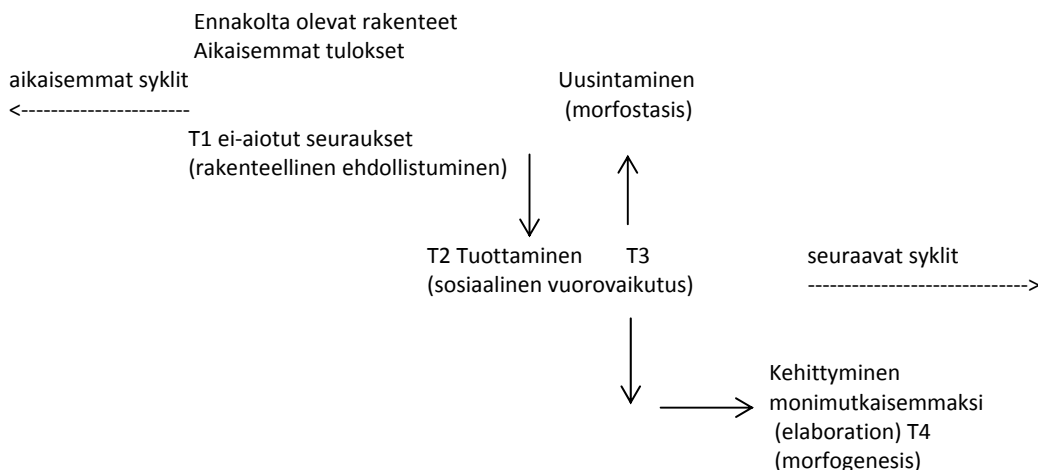 Ennakolta olevat rakenteet
Aikaisemmat tulokset
aikaisemmat syklit
<------------------------
Uusintaminen
(morfostasis)
T1 ei-aiotut seuraukset
(rakenteellinen ehdollistuminen)
T2 Tuottaminen T3
(sosiaalinen vuorovaikutus)
seuraavat syklit
------------------------------>
Kehittyminen
monimutkaisemmaksi
(elaboration) T4
(morfogenesis)